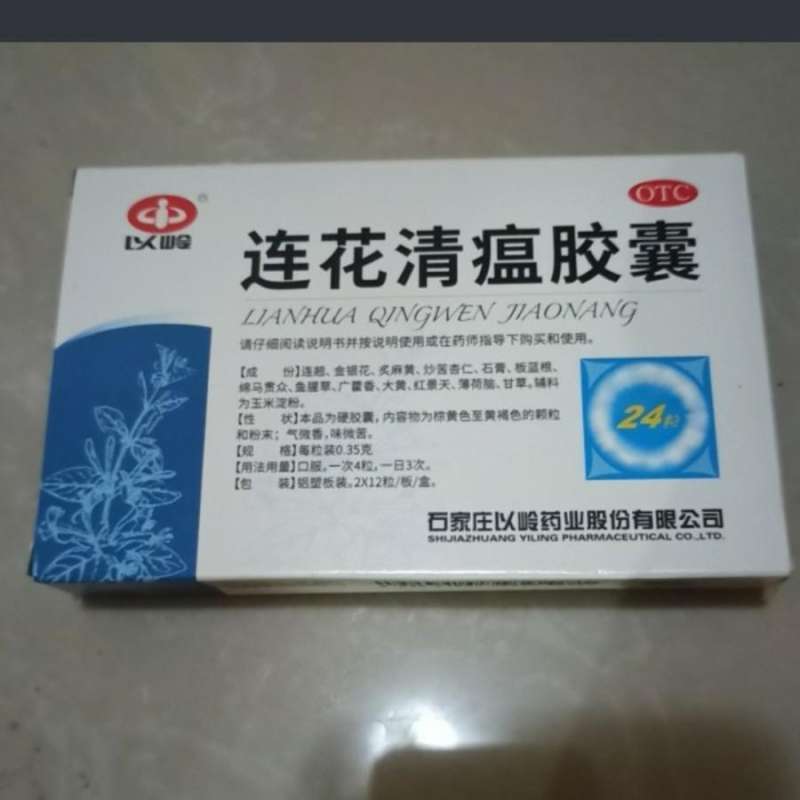 以岭®
OTC
连花清瘟胶囊
LIANHUA QINGWEN JIAONANG
请仔细阅读说明书并按说明使用或在药师指导下购买和使用。
【成 份】连翘、金银花、炙麻黄、炒苦杏仁、石膏、板蓝根、
绵马贯众、鱼腥草、广藿香、大黄、红景天、薄荷脑、甘草。辅料
为玉米淀粉。
【性 状】本品为硬胶囊,内容物为棕黄色至黄褐色的颗粒
和粉末;气微香,味微苦。
【规 格】每粒装0.35克
【用法用量】口服。一次4粒,一日3次。
【包 装】铝塑板装。2X12粒/板/盒。
24粒
石家庄以岭药业股份有限公司
SHIJIAZHUANG YILING PHARMACEUTICAL CO.,LTD.